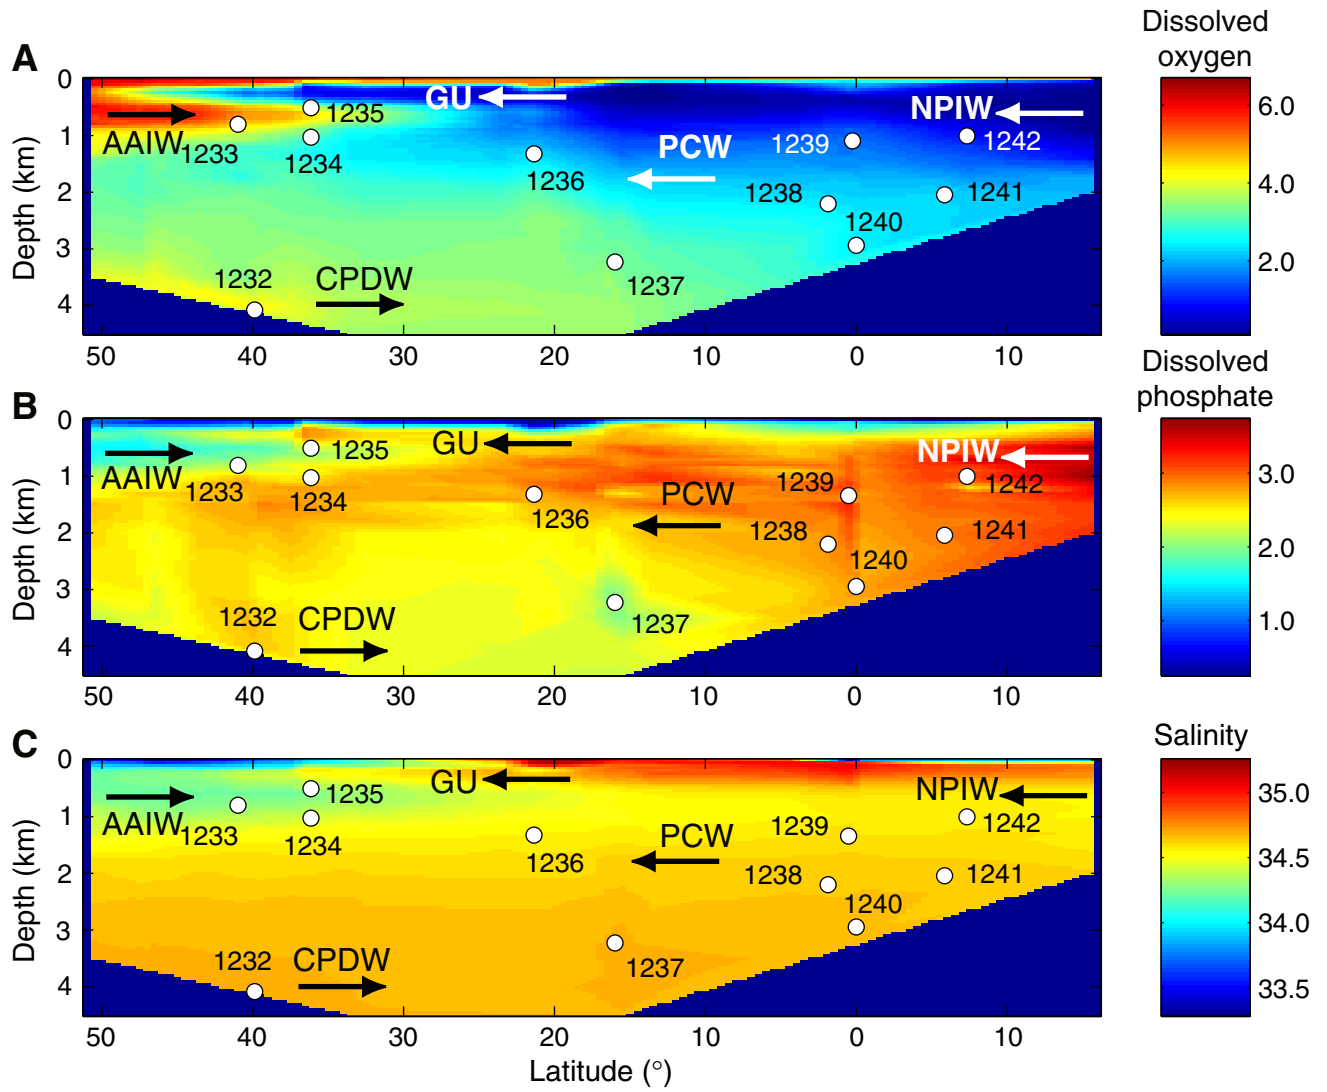 A
Dissolved
oxygen
Depth (km)
0
1
2
3
4
50
40
30
20
10
0
10
AAIW
1233
1235
1234
GU
1236
PCW
NPIW
1239
1242
1238
1241
1240
1237
1232
CPDW
6.0
4.0
2.0
B
Dissolved
phosphate
Depth (km)
0
1
2
3
4
50
40
30
20
10
0
10
AAIW
1233
1235
1234
GU
1236
PCW
NPIW
1239
1242
1238
1241
1240
1237
1232
CPDW
3.0
2.0
1.0
C
Salinity
Depth (km)
0
1
2
3
4
50
40
30
20
10
0
10
AAIW
1233
1235
1234
GU
1236
PCW
NPIW
1239
1242
1238
1241
1240
1237
1232
CPDW
35.0
34.5
34.0
33.5
Latitude (°)